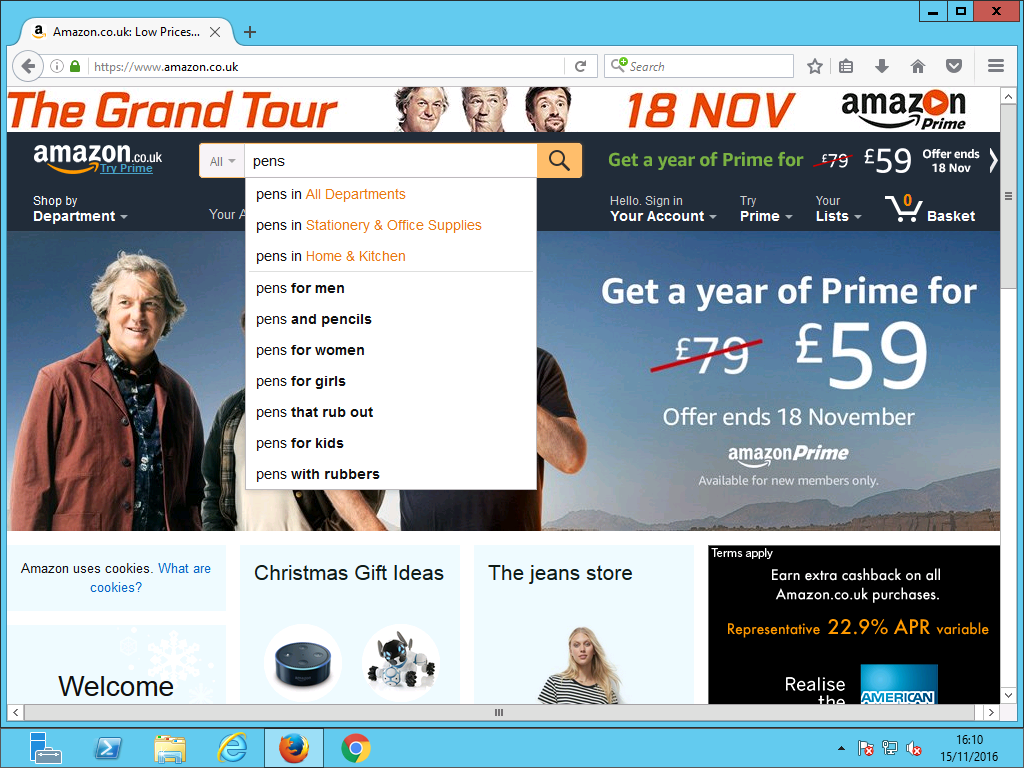 Amazon.co.uk: Low Prices...
https://www.amazon.co.uk
Search
The Grand Tour
18 NOV
amazon
Prime
amazon.co.uk
Try Prime
All
pens
Get a year of Prime for £79 £59
Offer ends
18 Nov
Shop by
Department
Your A
Hello. Sign in
Your Account
Try
Prime
Your
Lists
0
Basket
pens in All Departments
pens in Stationery & Office Supplies
pens in Home & Kitchen
pens for men
pens and pencils
pens for women
pens for girls
pens that rub out
pens for kids
pens with rubbers
Get a year of Prime for
£79 £59
Offer ends 18 November
amazonPrime
Available for new members only.
Amazon uses cookies. What are
cookies?
Welcome
Christmas Gift Ideas
The jeans store
Terms apply
Earn extra cashback on all
Amazon.co.uk purchases.
Representative 22.9% APR variable
Realise
the
AMERICAN
16:10
15/11/2016